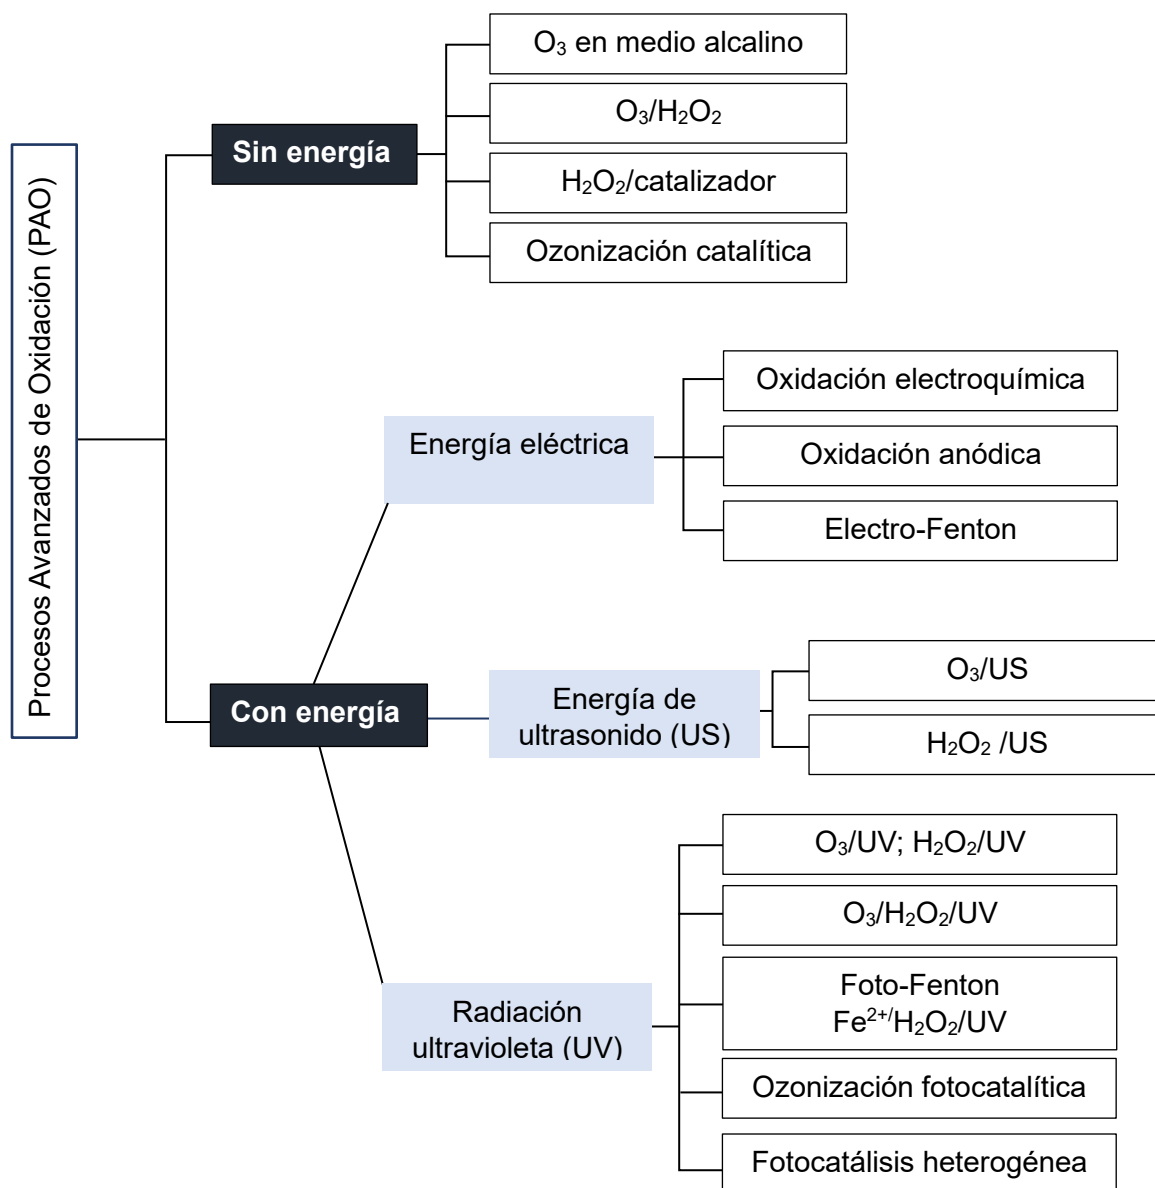 Procesos Avanzados de Oxidación (PAO)
Sin energía
O₃ en medio alcalino
O₃/H₂O₂
H₂O₂/catalizador
Ozonización catalítica
Con energía
Energía eléctrica
Oxidación electroquímica
Oxidación anódica
Electro-Fenton
Energía de
ultrasonido (US)
O₃/US
H₂O₂ /US
Radiación
ultravioleta (UV)
O₃/UV; H₂O₂/UV
O₃/H₂O₂/UV
Foto-Fenton
Fe²⁺ᐟH₂O₂/UV
Ozonización fotocatalítica
Fotocatálisis heterogénea